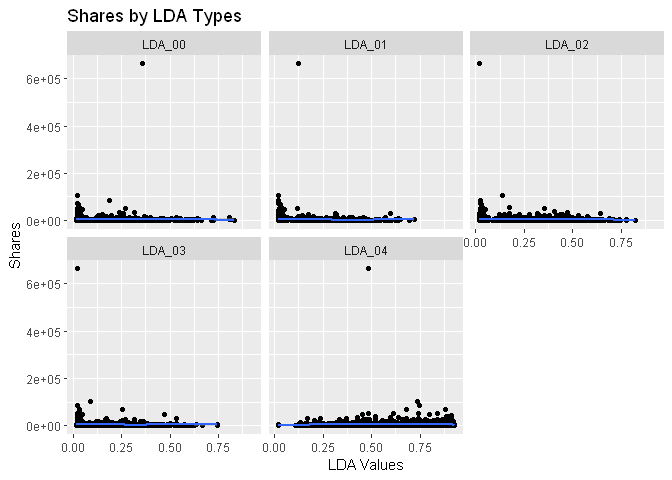 Shares by LDA Types
LDA_00 LDA_01 LDA_02
6e+05
4e+05
2e+05
0e+00
0.00 0.25 0.50 0.75
LDA_03 LDA_04
6e+05
4e+05
2e+05
0e+00
0.00 0.25 0.50 0.75 0.00 0.25 0.50 0.75
Shares
LDA Values